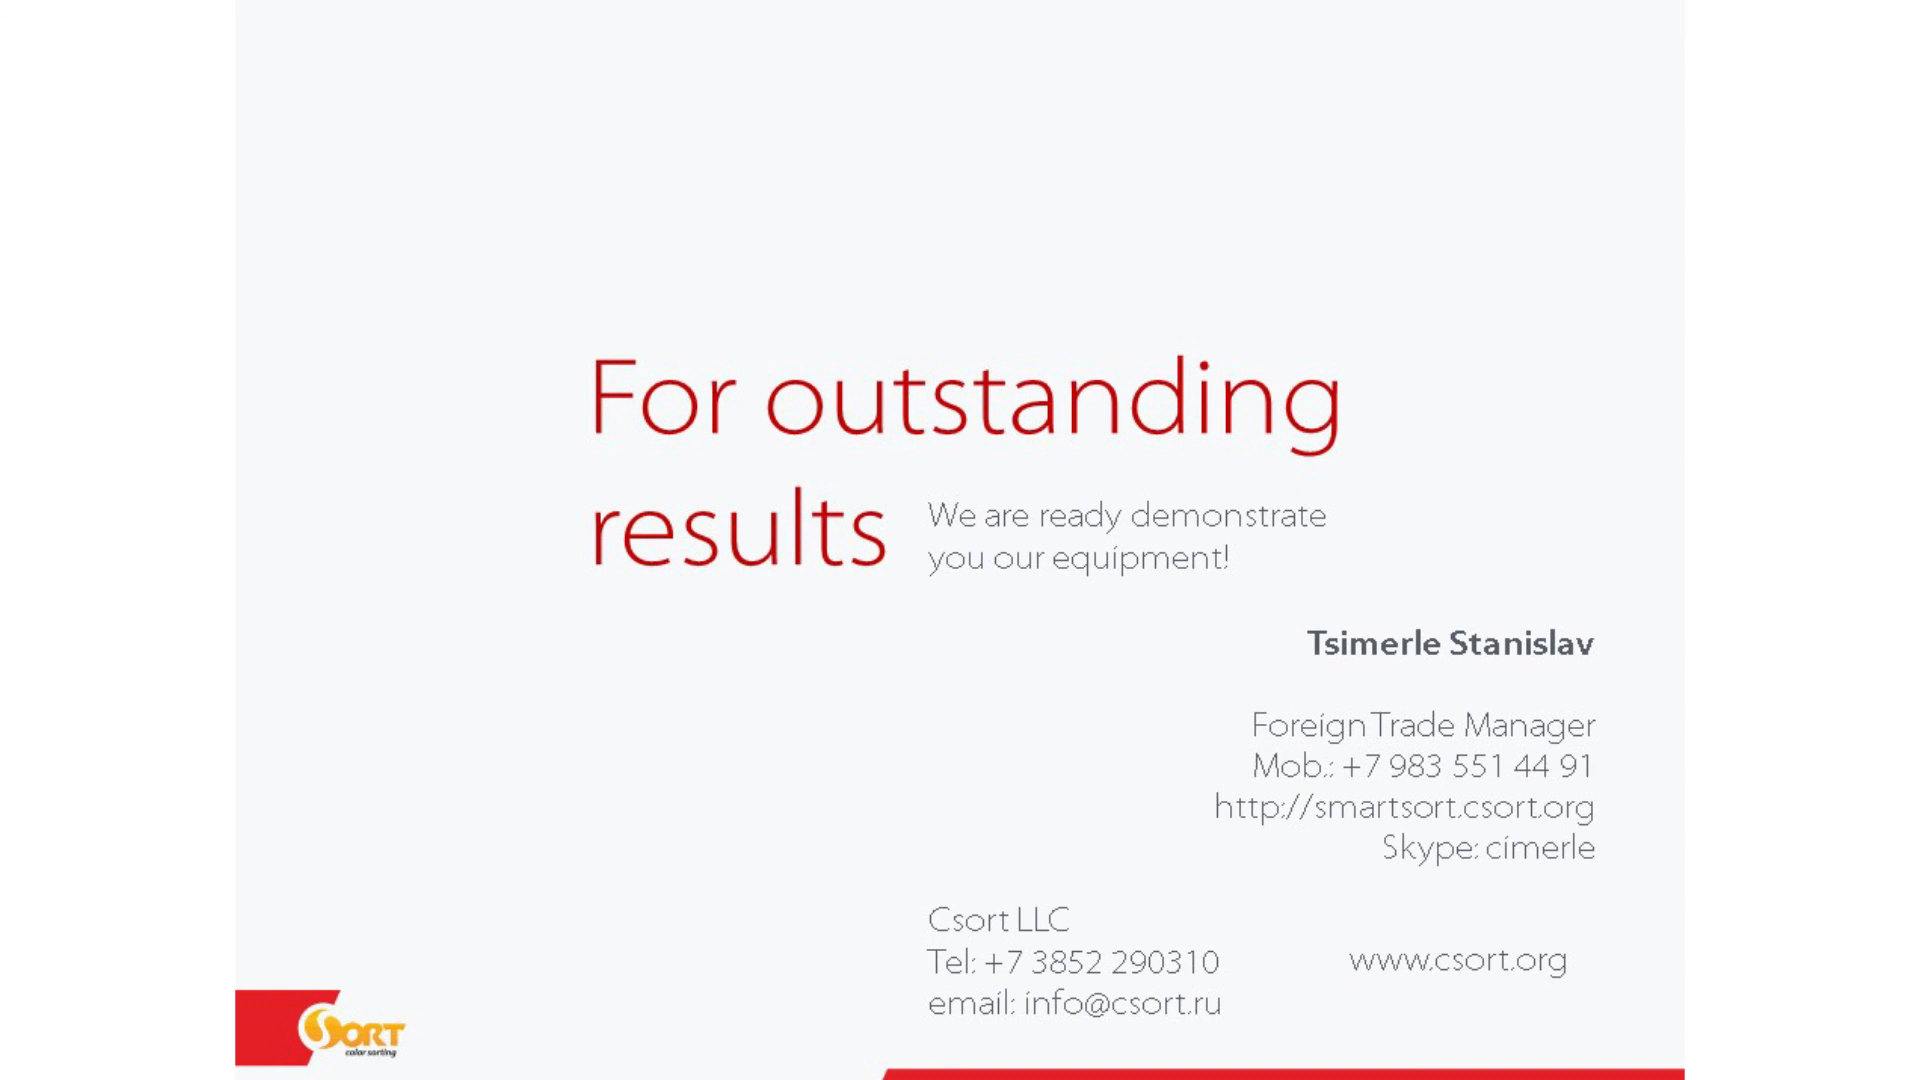 For outstanding
results
We are ready demonstrate
you our equipment!
Tsimerle Stanislav
Foreign Trade Manager
Mob.: +7 983 551 44 91
http://smartsort.csort.org
Skype: cimerle
Csort LLC
Tel: +7 3852 290310
email: info@csort.ru
www.csort.org
SORT
color sorting